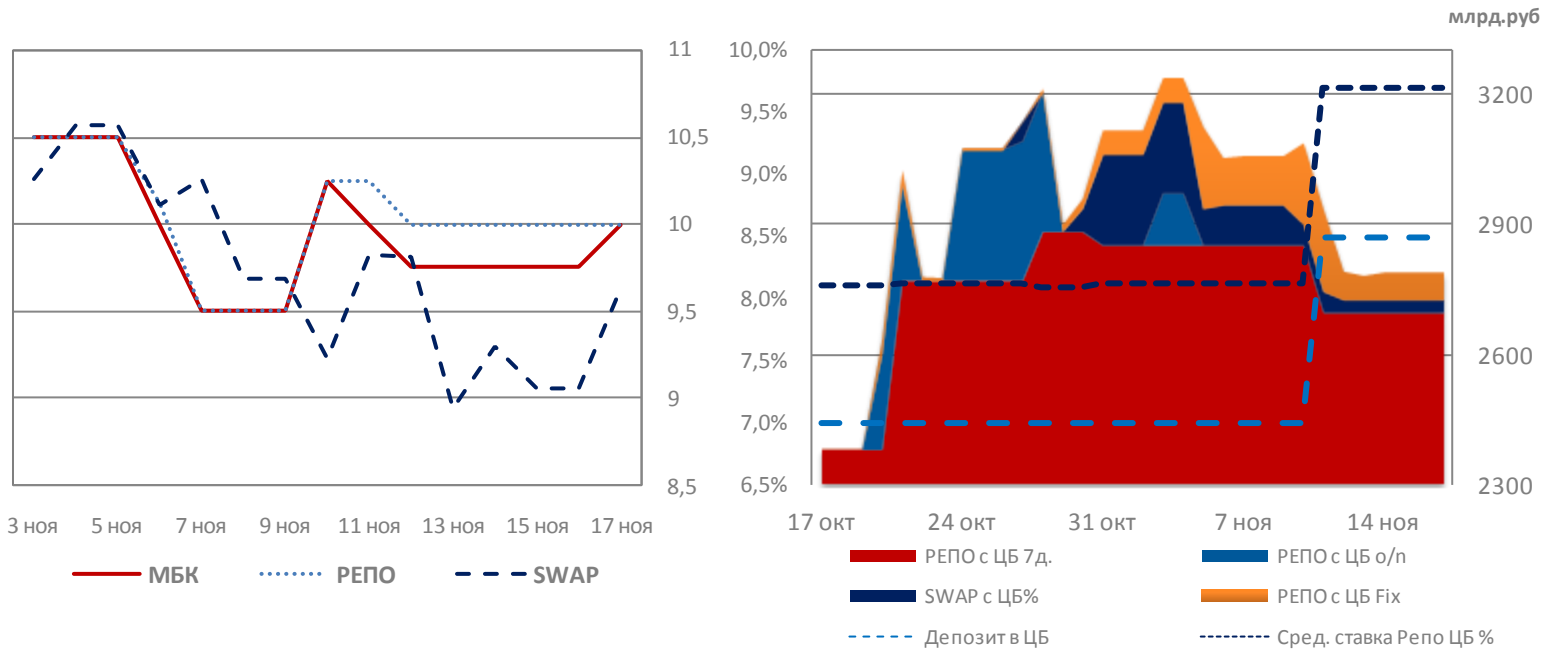 млрд.руб
11
10,5
10
9,5
9
8,5
3 ноя 5 ноя 7 ноя 9 ноя 11 ноя 13 ноя 15 ноя 17 ноя
МБК РЕПО SWAP
10,0%
9,5%
9,0%
8,5%
8,0%
7,5%
7,0%
6,5%
3200
2900
2600
2300
17 окт 24 окт 31 окт 7 ноя 14 ноя
РЕПО с ЦБ 7д. РЕПО с ЦБ o/n
SWAP с ЦБ% РЕПО с ЦБ Fix
Депозит в ЦБ Сред. ставка Репо ЦБ %